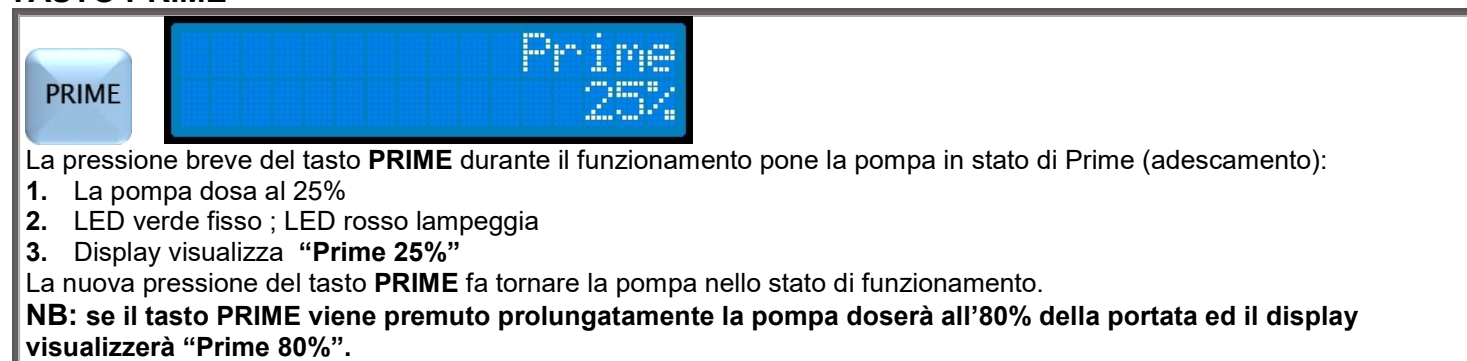 TASTO PRIME
Prime
25%
PRIME
La pressione breve del tasto PRIME durante il funzionamento pone la pompa in stato di Prime (adescamento):
1. La pompa dosa al 25%
2. LED verde fisso ; LED rosso lampeggia
3. Display visualizza “Prime 25%”
La nuova pressione del tasto PRIME fa tornare la pompa nello stato di funzionamento.
NB: se il tasto PRIME viene premuto prolungatamente la pompa doserà all’80% della portata ed il display
visualizzerà “Prime 80%”.